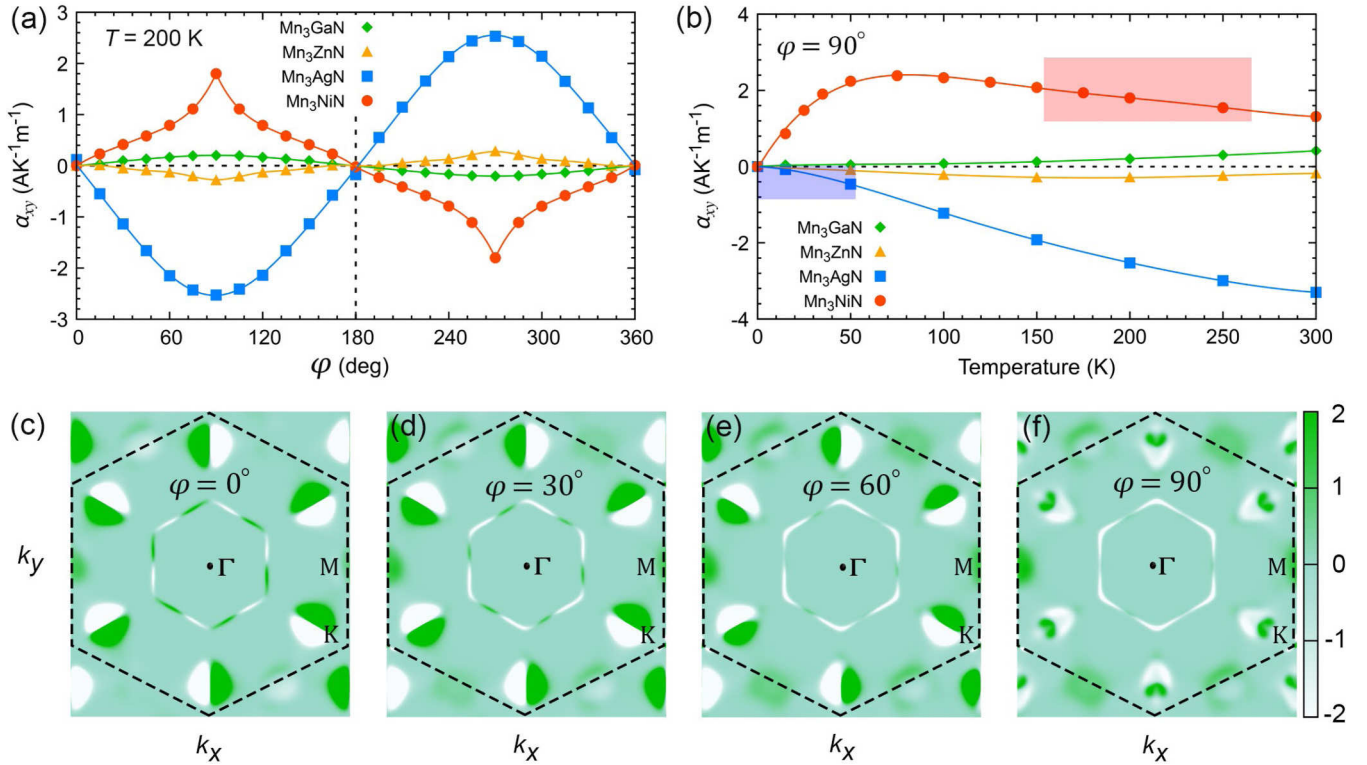 (a)
T = 200 K
Mn₃GaN
Mn₃ZnN
Mn₃AgN
Mn₃NiN
3
2
1
0
-1
-2
-3
αxy (AK⁻¹m⁻¹)
0
60
120
180
240
300
360
φ (deg)
(b)
φ = 90°
4
2
0
-2
-4
αxy (AK⁻¹m⁻¹)
Mn₃GaN
Mn₃ZnN
Mn₃AgN
Mn₃NiN
0
50
100
150
200
250
300
Temperature (K)
(c)
φ = 0°
Γ
M
K
ky
kx
(d)
φ = 30°
Γ
M
K
kx
(e)
φ = 60°
Γ
M
K
kx
(f)
φ = 90°
Γ
M
K
kx
2
1
0
-1
-2